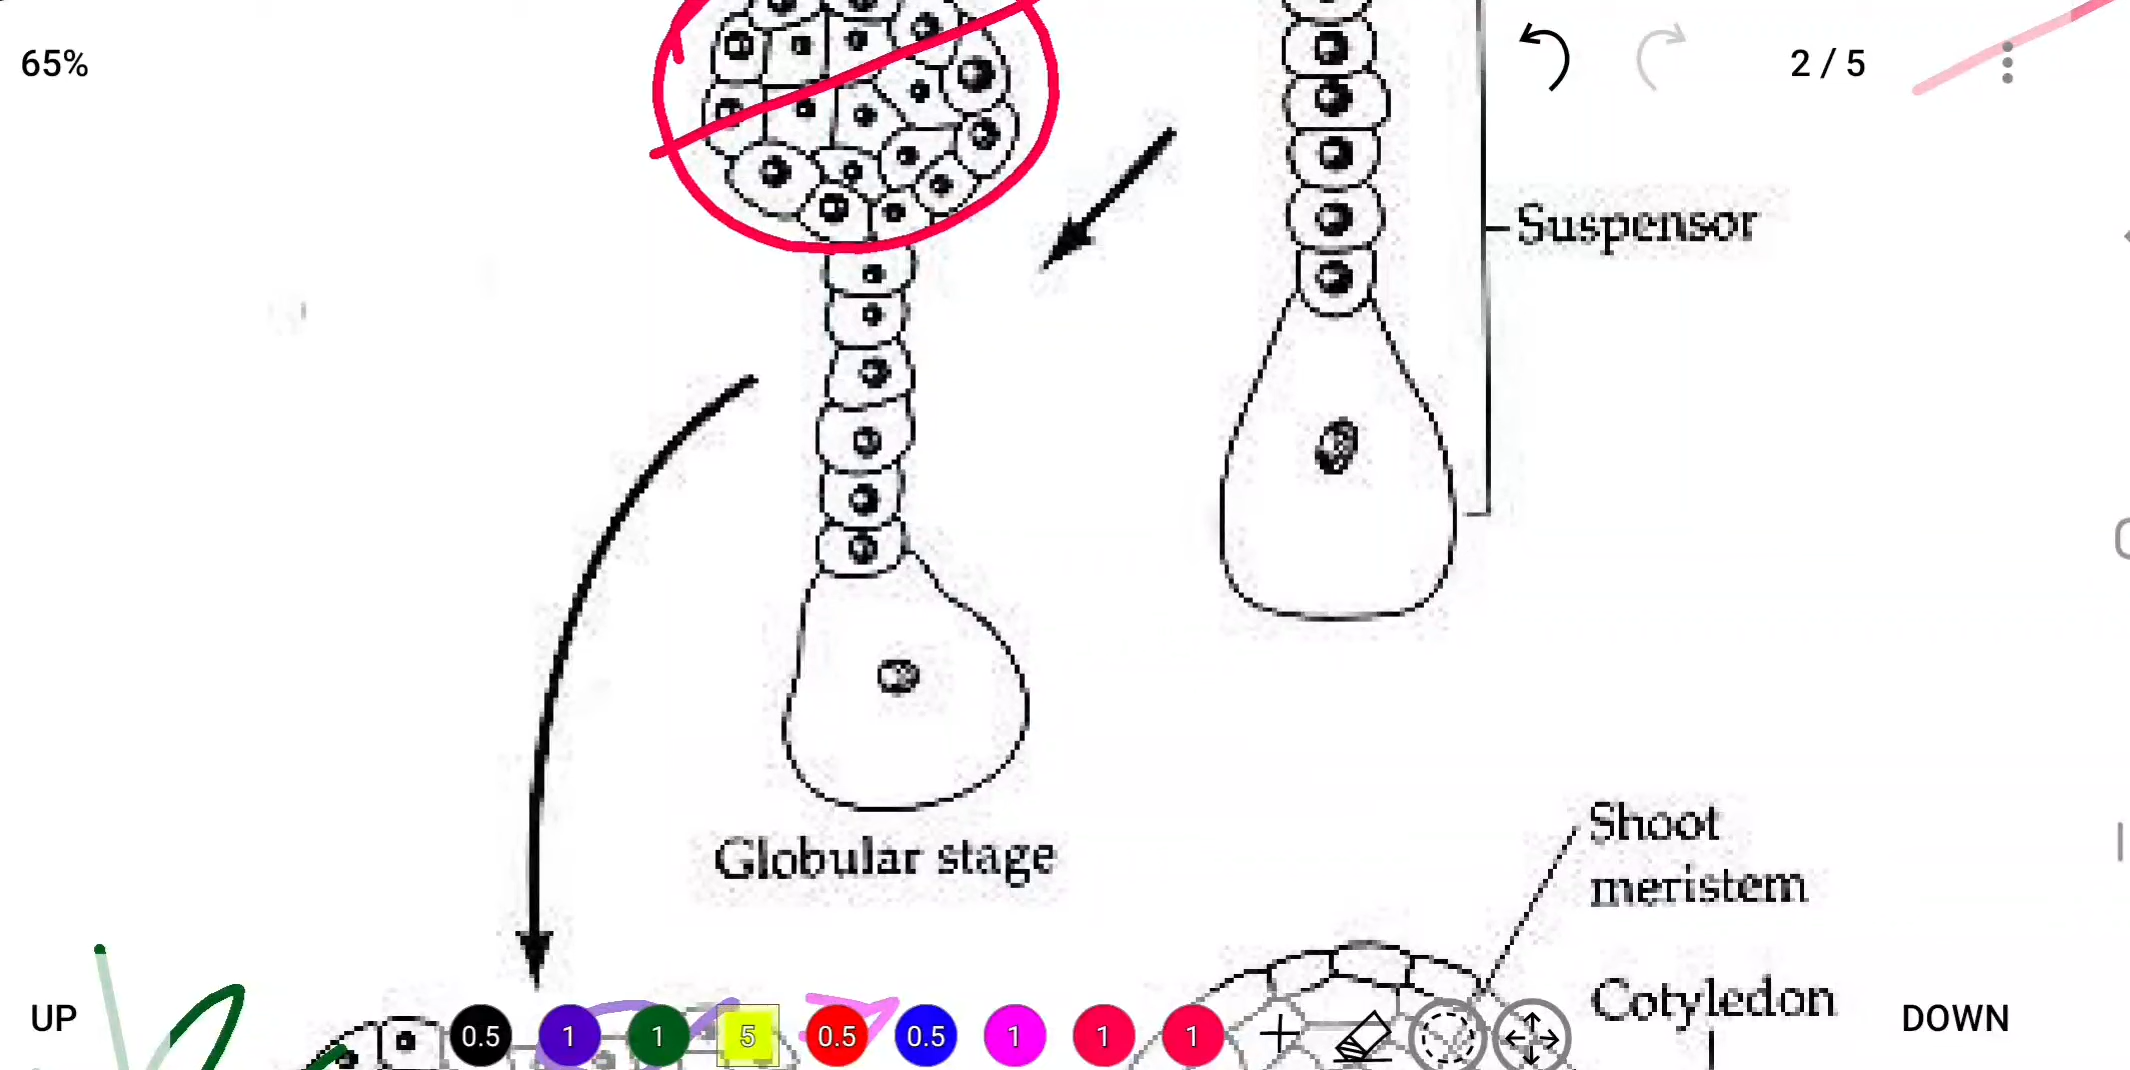 65%
2 / 5
Suspensor
Globular stage
Shoot
meristem
Cotyledon
UP
0.5
1
1
5
0.5
0.5
1
1
1
DOWN